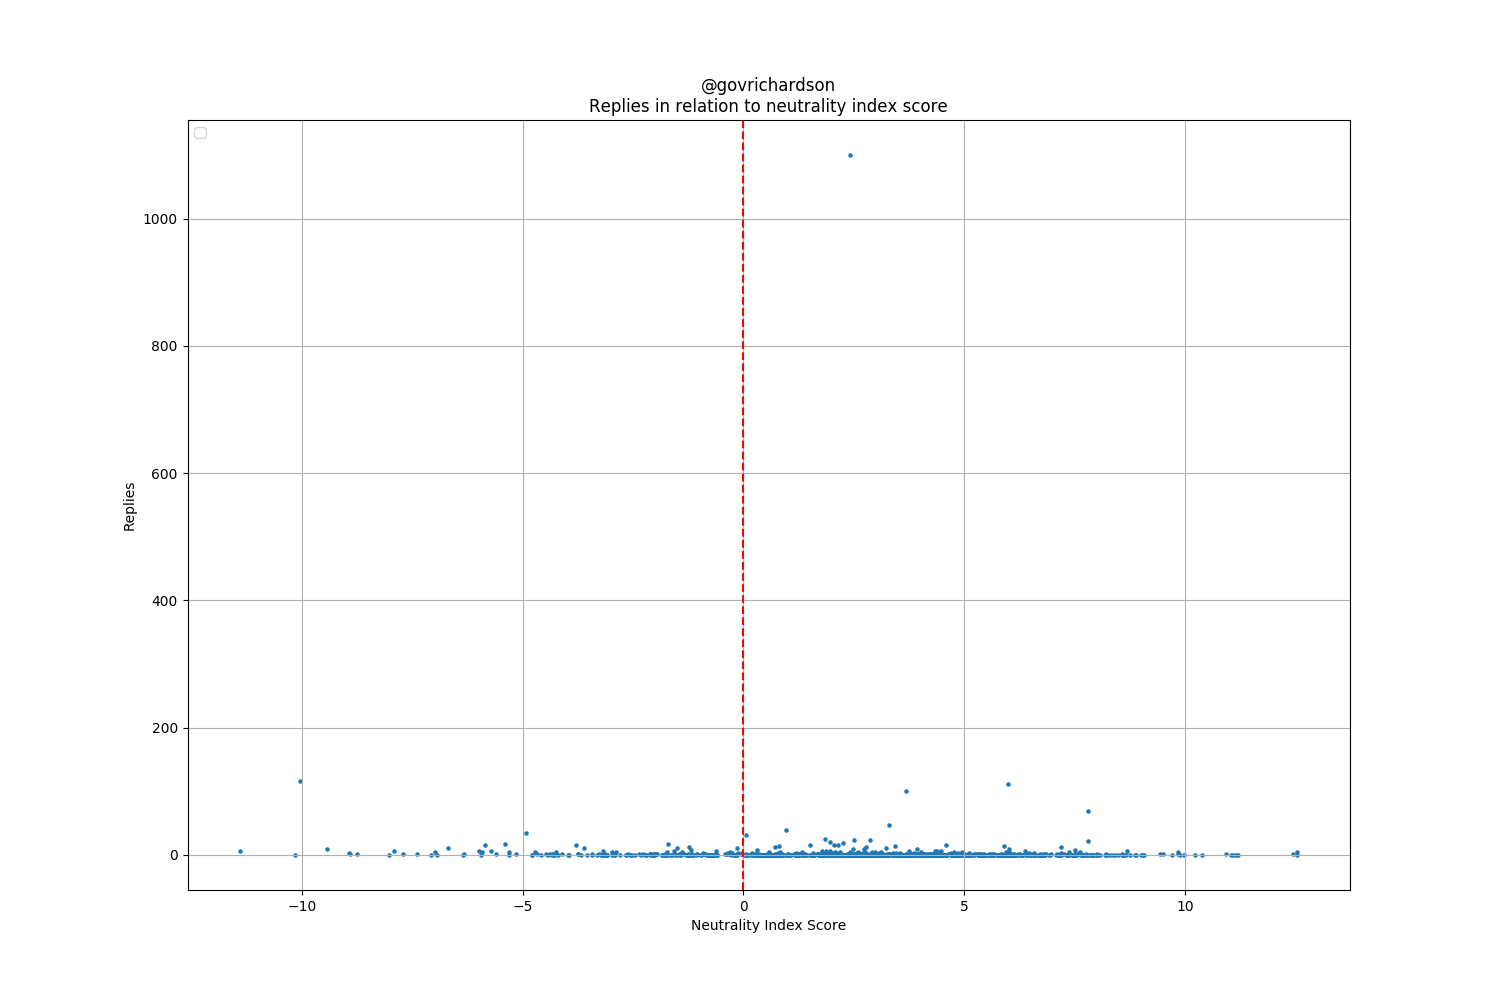 @govrichardson
Replies in relation to neutrality index score
1000
800
600
400
200
0
Replies
−10
−5
0
5
10
Neutrality Index Score